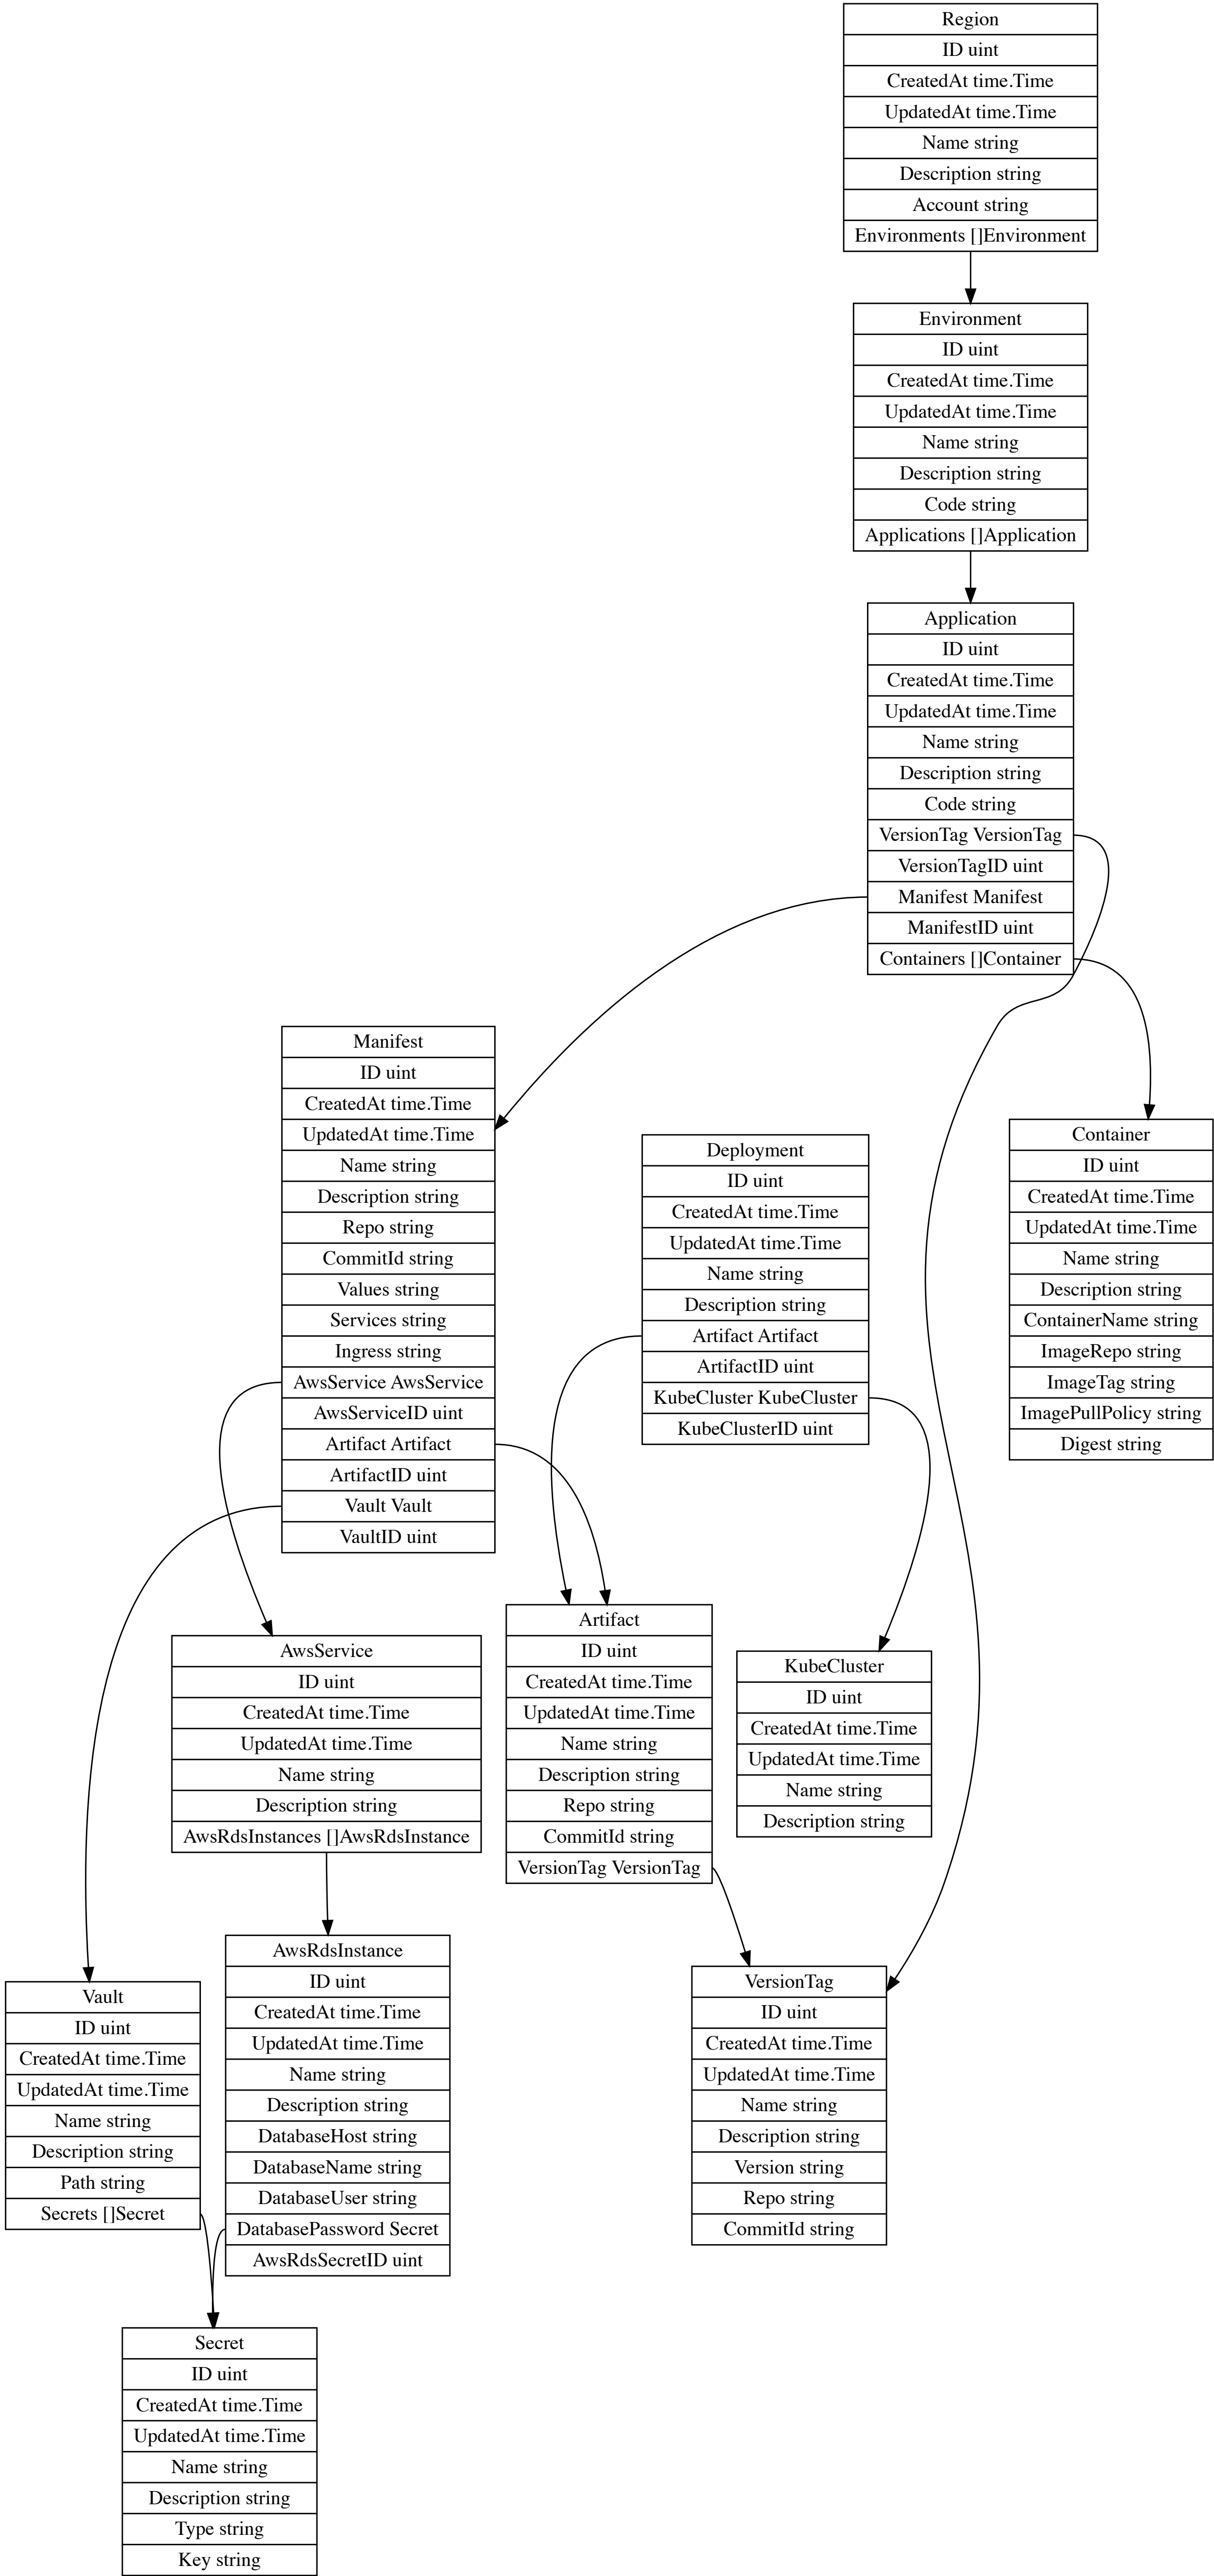 Region
ID uint
CreatedAt time.Time
UpdatedAt time.Time
Name string
Description string
Account string
Environments []Environment
Environment
ID uint
CreatedAt time.Time
UpdatedAt time.Time
Name string
Description string
Code string
Applications []Application
Application
ID uint
CreatedAt time.Time
UpdatedAt time.Time
Name string
Description string
Code string
VersionTag VersionTag
VersionTagID uint
Manifest Manifest
ManifestID uint
Containers []Container
Manifest
ID uint
CreatedAt time.Time
UpdatedAt time.Time
Name string
Description string
Repo string
CommitId string
Values string
Services string
Ingress string
AwsService AwsService
AwsServiceID uint
Artifact Artifact
ArtifactID uint
Vault Vault
VaultID uint
Deployment
ID uint
CreatedAt time.Time
UpdatedAt time.Time
Name string
Description string
Artifact Artifact
ArtifactID uint
KubeCluster KubeCluster
KubeClusterID uint
Container
ID uint
CreatedAt time.Time
UpdatedAt time.Time
Name string
Description string
ContainerName string
ImageRepo string
ImageTag string
ImagePullPolicy string
Digest string
AwsService
ID uint
CreatedAt time.Time
UpdatedAt time.Time
Name string
Description string
AwsRdsInstances []AwsRdsInstance
Artifact
ID uint
CreatedAt time.Time
UpdatedAt time.Time
Name string
Description string
Repo string
CommitId string
VersionTag VersionTag
KubeCluster
ID uint
CreatedAt time.Time
UpdatedAt time.Time
Name string
Description string
Vault
ID uint
CreatedAt time.Time
UpdatedAt time.Time
Name string
Description string
Path string
Secrets []Secret
AwsRdsInstance
ID uint
CreatedAt time.Time
UpdatedAt time.Time
Name string
Description string
DatabaseHost string
DatabaseName string
DatabaseUser string
DatabasePassword Secret
AwsRdsSecretID uint
VersionTag
ID uint
CreatedAt time.Time
UpdatedAt time.Time
Name string
Description string
Version string
Repo string
CommitId string
Secret
ID uint
CreatedAt time.Time
UpdatedAt time.Time
Name string
Description string
Type string
Key string